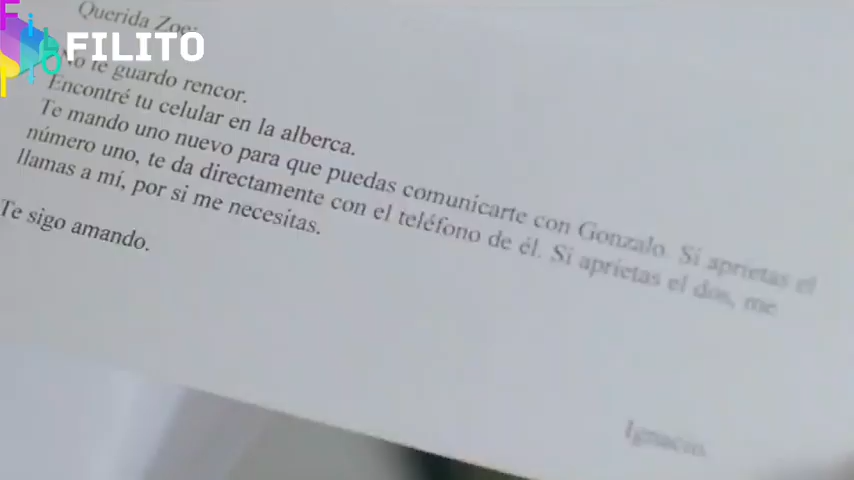 Querida Zoe:
FILITO
No te guardo rencor.
Encontré tu celular en la alberca.
Te mando uno nuevo para que puedas comunicarte con Gonzalo. Si aprietas el
número uno, te da directamente con el teléfono de él. Si aprietas el dos, me
llamas a mí, por si me necesitas.
Te sigo amando.
Ignacio.